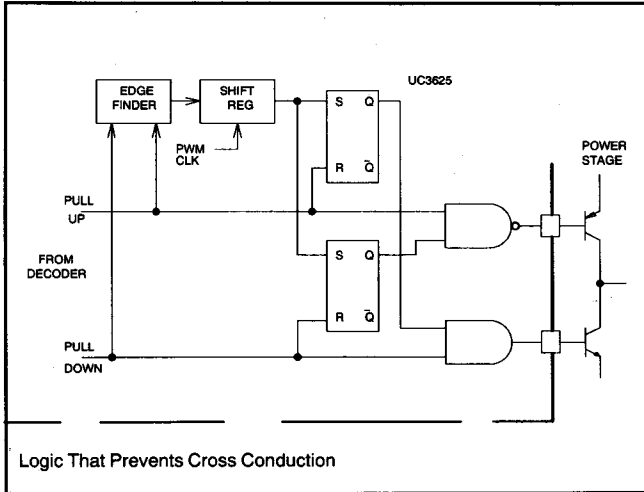 UC3625
EDGE
FINDER
SHIFT
REG
S Q
R Q̅
PWM
CLK
POWER
STAGE
PULL
UP
FROM
DECODER
S Q
R Q̅
PULL
DOWN
Logic That Prevents Cross Conduction